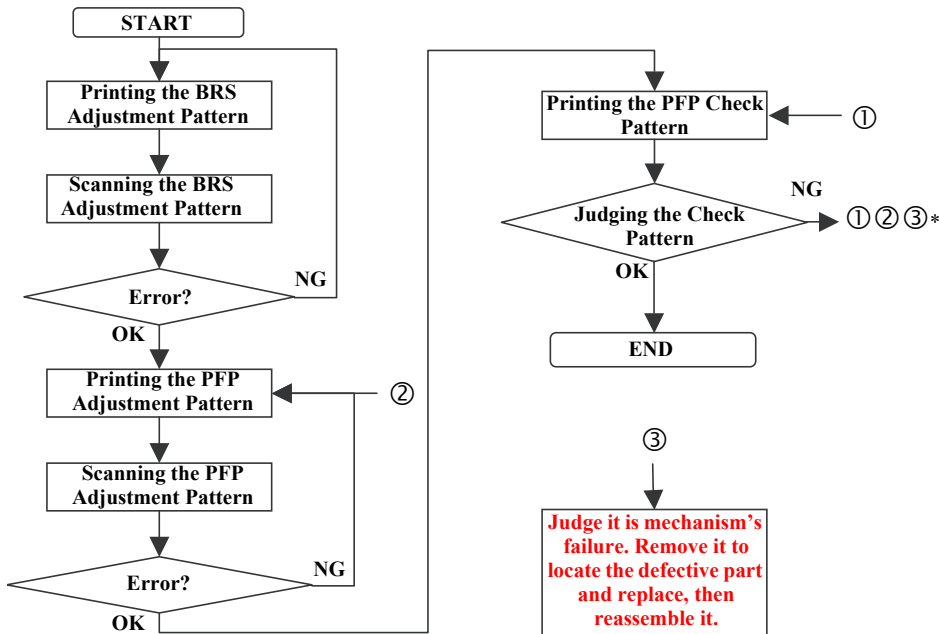 START
Printing the BRS
Adjustment Pattern
Scanning the BRS
Adjustment Pattern
Error?
NG
OK
Printing the PFP
Adjustment Pattern
②
Scanning the PFP
Adjustment Pattern
Error?
NG
OK
Printing the PFP Check
Pattern
①
Judging the Check
Pattern
NG
①②③*
OK
END
③
Judge it is mechanism’s
failure. Remove it to
locate the defective part
and replace, then
reassemble it.